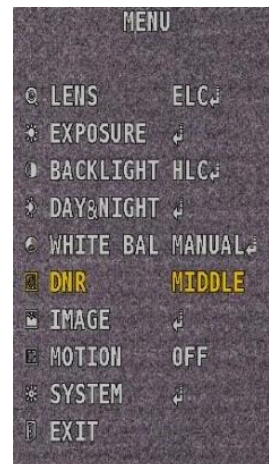 MENU
LENS ELC↲
EXPOSURE ↲
BACKLIGHT HLC↲
DAY&NIGHT ↲
WHITE BAL MANUAL↲
DNR MIDDLE
IMAGE ↲
MOTION OFF
SYSTEM ↲
EXIT